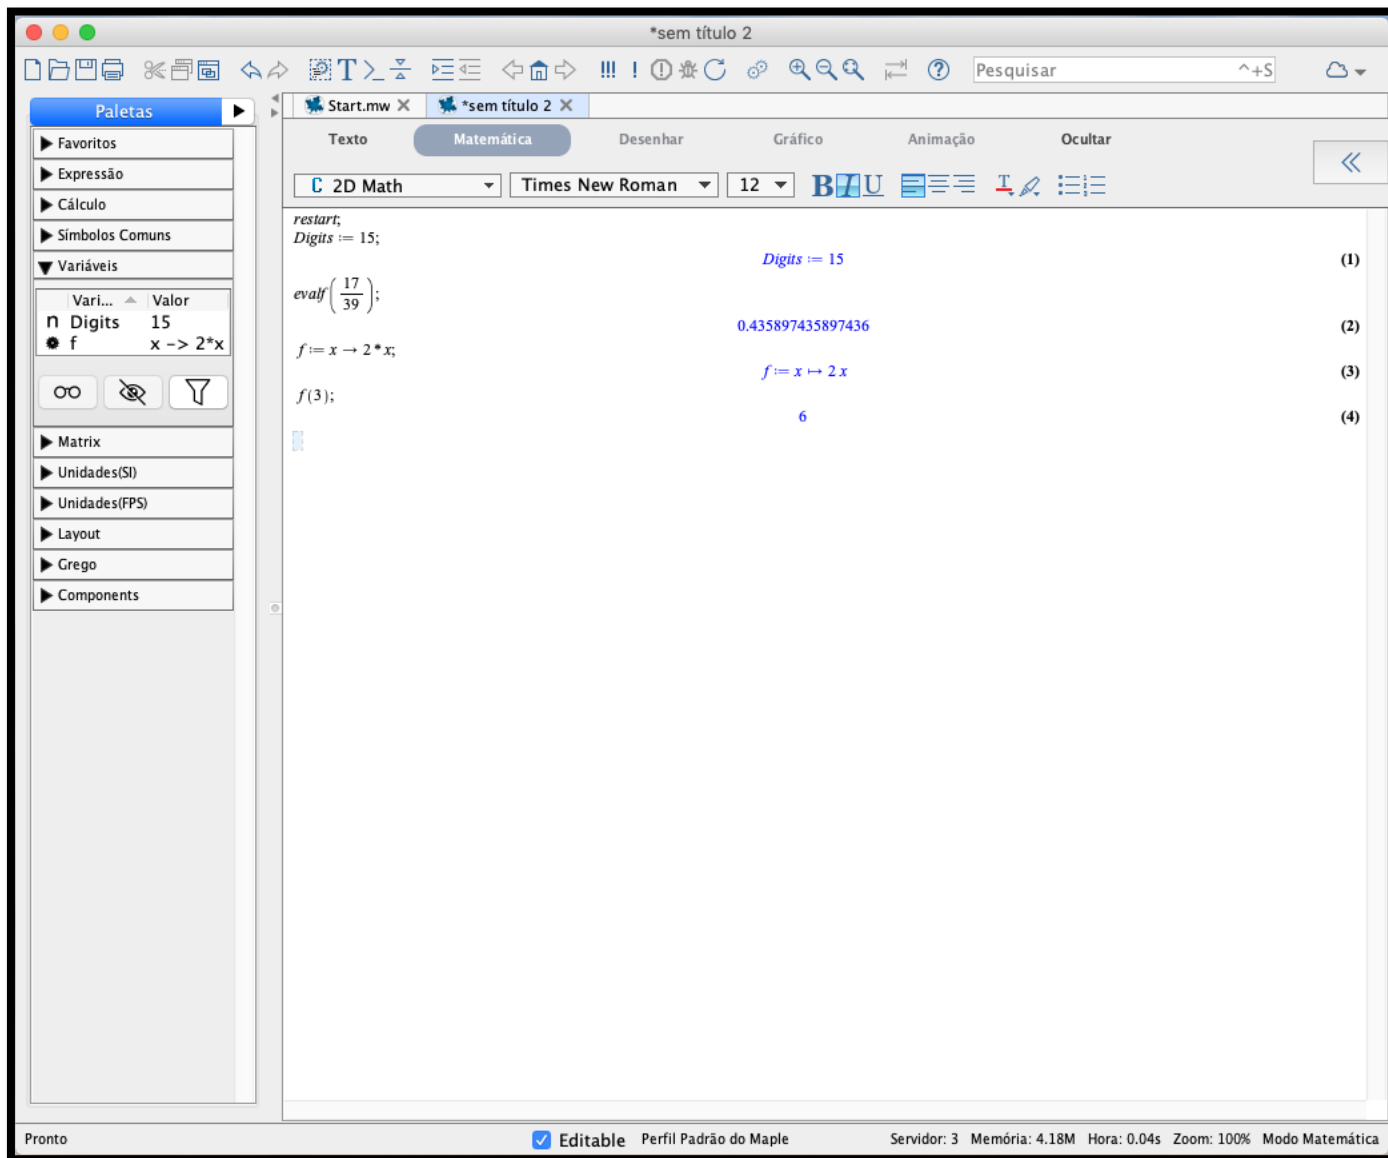 *sem título 2
Pesquisar ^+S
Paletas
Start.mw *sem título 2
Texto Matemática Desenhar Gráfico Animação Ocultar
C 2D Math Times New Roman 12 B I U
Favoritos
Expressão
Cálculo
Símbolos Comuns
Variáveis
Vari... Valor
n Digits 15
f x -> 2*x
Matrix
Unidades(SI)
Unidades(FPS)
Layout
Grego
Components
restart;
Digits := 15;
Digits := 15 (1)
evalf(17/39);
0.435897435897436 (2)
f := x → 2 * x;
f := x ↦ 2 x (3)
f(3);
6 (4)
Pronto Editable Perfil Padrão do Maple Servidor: 3 Memória: 4.18M Hora: 0.04s Zoom: 100% Modo Matemática